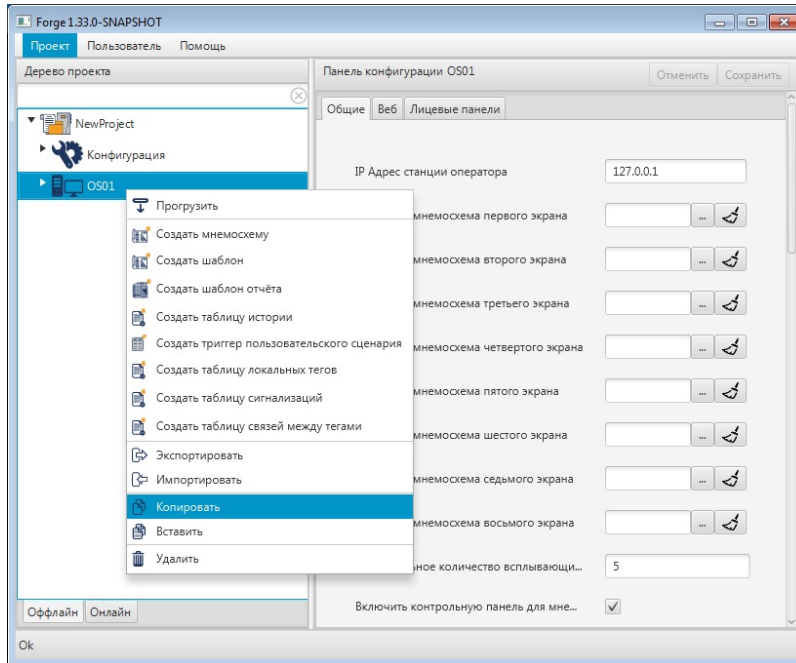 Forge 1.33.0-SNAPSHOT
Проект Пользователь Помощь
Дерево проекта
NewProject
Конфигурация
OS01
Прогрузить
Создать мнемосхему
Создать шаблон
Создать шаблон отчёта
Создать таблицу истории
Создать триггер пользовательского сценария
Создать таблицу локальных тегов
Создать таблицу сигнализаций
Создать таблицу связей между тегами
Экспортировать
Импортировать
Копировать
Вставить
Удалить
Оффлайн Онлайн
Панель конфигурации OS01
Отменить Сохранить
Общие Веб Лицевые панели
IP Адрес станции оператора 127.0.0.1
мнемосхема первого экрана ...
мнемосхема второго экрана ...
мнемосхема третьего экрана ...
мнемосхема четвертого экрана ...
мнемосхема пятого экрана ...
мнемосхема шестого экрана ...
мнемосхема седьмого экрана ...
мнемосхема восьмого экрана ...
ное количество всплывающи... 5
Включить контрольную панель для мне...
Ok